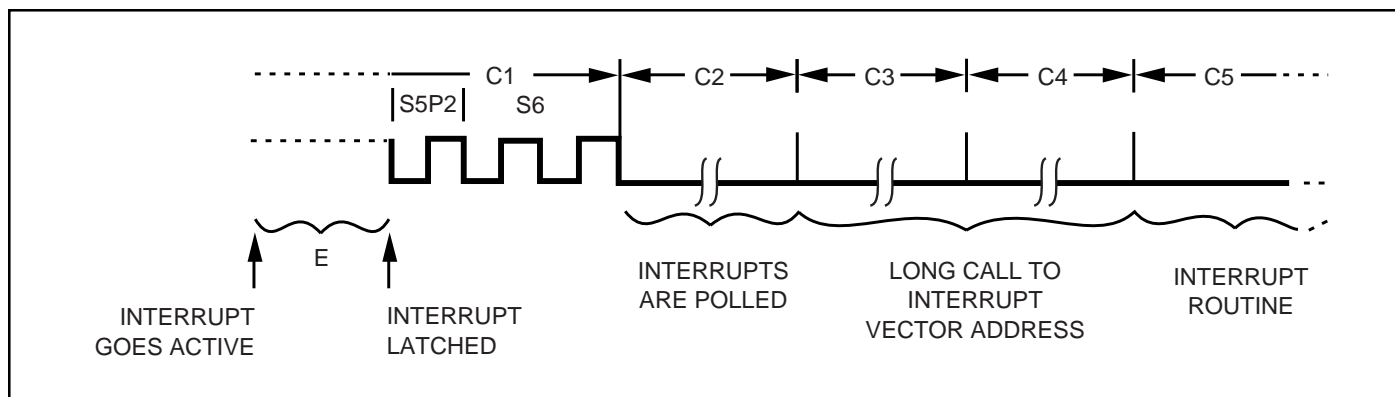 C1
C2
C3
C4
C5
S5P2
S6
E
INTERRUPT
GOES ACTIVE
INTERRUPT
LATCHED
INTERRUPTS
ARE POLLED
LONG CALL TO
INTERRUPT
VECTOR ADDRESS
INTERRUPT
ROUTINE